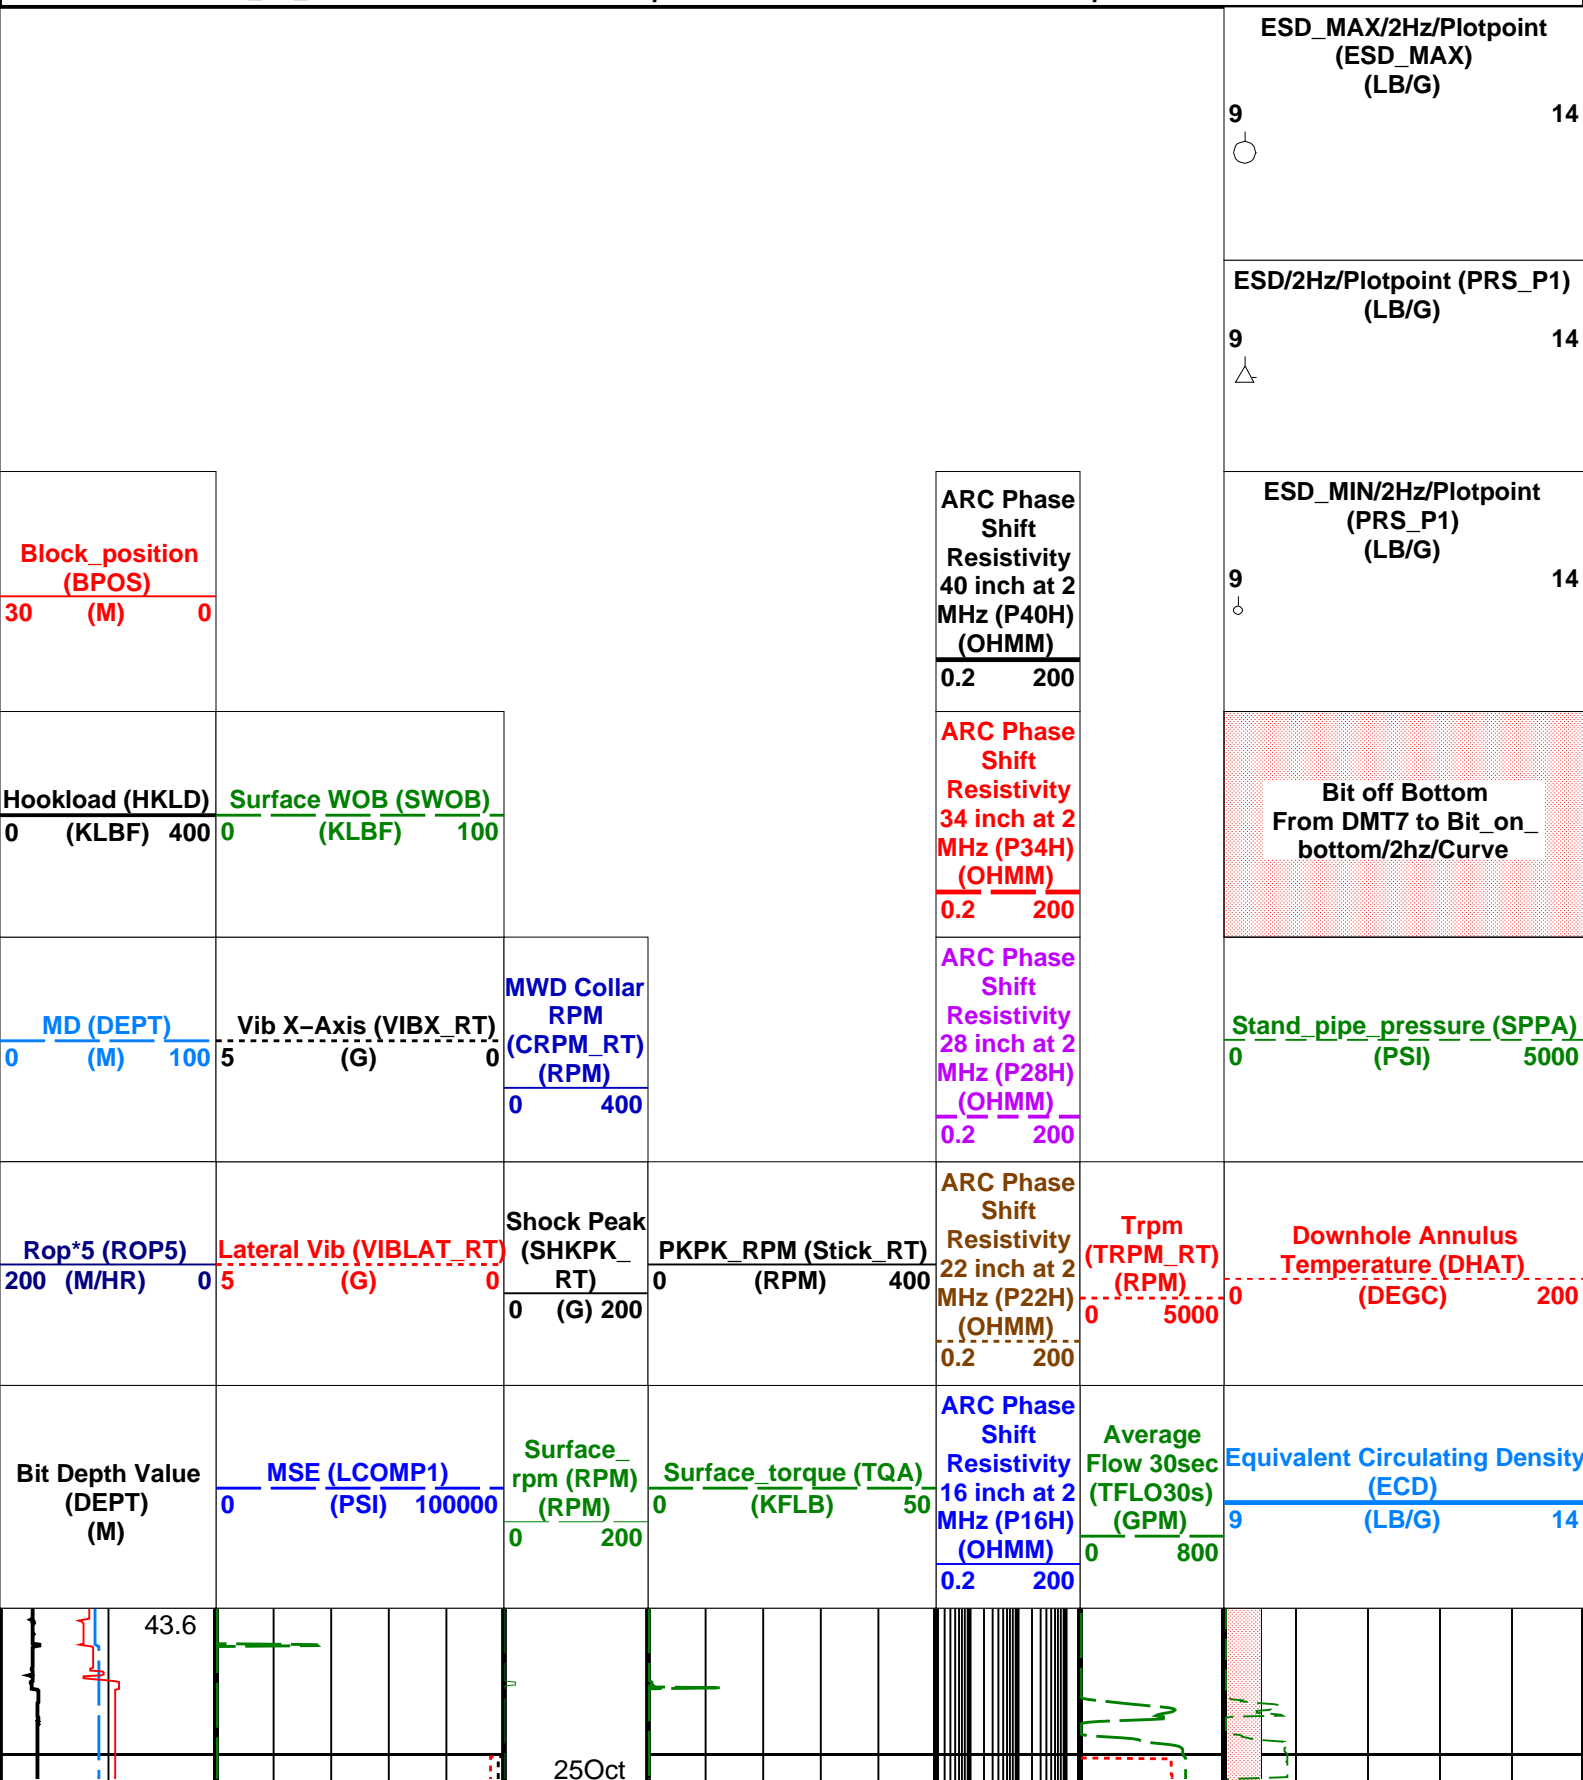 ESD_MAX/2Hz/Plotpoint
(ESD_MAX)
(LB/G)
9 14
ESD/2Hz/Plotpoint (PRS_P1)
(LB/G)
9 14
Block_position
(BPOS)
30 (M) 0
ARC Phase
Shift
Resistivity
40 inch at 2
MHz (P40H)
(OHMM)
0.2 200
ESD_MIN/2Hz/Plotpoint
(PRS_P1)
(LB/G)
9 14
Hookload (HKLD)
0 (KLBF) 400
Surface WOB (SWOB)
0 (KLBF) 100
ARC Phase
Shift
Resistivity
34 inch at 2
MHz (P34H)
(OHMM)
0.2 200
Bit off Bottom
From DMT7 to Bit_on_
bottom/2hz/Curve
MD (DEPT)
0 (M) 100
Vib X−Axis (VIBX_RT)
5 (G) 0
MWD Collar
RPM
(CRPM_RT)
(RPM)
0 400
ARC Phase
Shift
Resistivity
28 inch at 2
MHz (P28H)
(OHMM)
0.2 200
Stand_pipe_pressure (SPPA)
0 (PSI) 5000
Rop*5 (ROP5)
200 (M/HR) 0
Lateral Vib (VIBLAT_RT)
5 (G) 0
Shock Peak
(SHKPK_
RT)
0 (G) 200
PKPK_RPM (Stick_RT)
0 (RPM) 400
ARC Phase
Shift
Resistivity
22 inch at 2
MHz (P22H)
(OHMM)
0.2 200
Trpm
(TRPM_RT)
(RPM)
0 5000
Downhole Annulus
Temperature (DHAT)
0 (DEGC) 200
Bit Depth Value
(DEPT)
(M)
MSE (LCOMP1)
0 (PSI) 100000
Surface_
rpm (RPM)
(RPM)
0 200
Surface_torque (TQA)
0 (KFLB) 50
ARC Phase
Shift
Resistivity
16 inch at 2
MHz (P16H)
(OHMM)
0.2 200
Average
Flow 30sec
(TFLO30s)
(GPM)
0 800
Equivalent Circulating Density
(ECD)
9 (LB/G) 14
43.6
25Oct